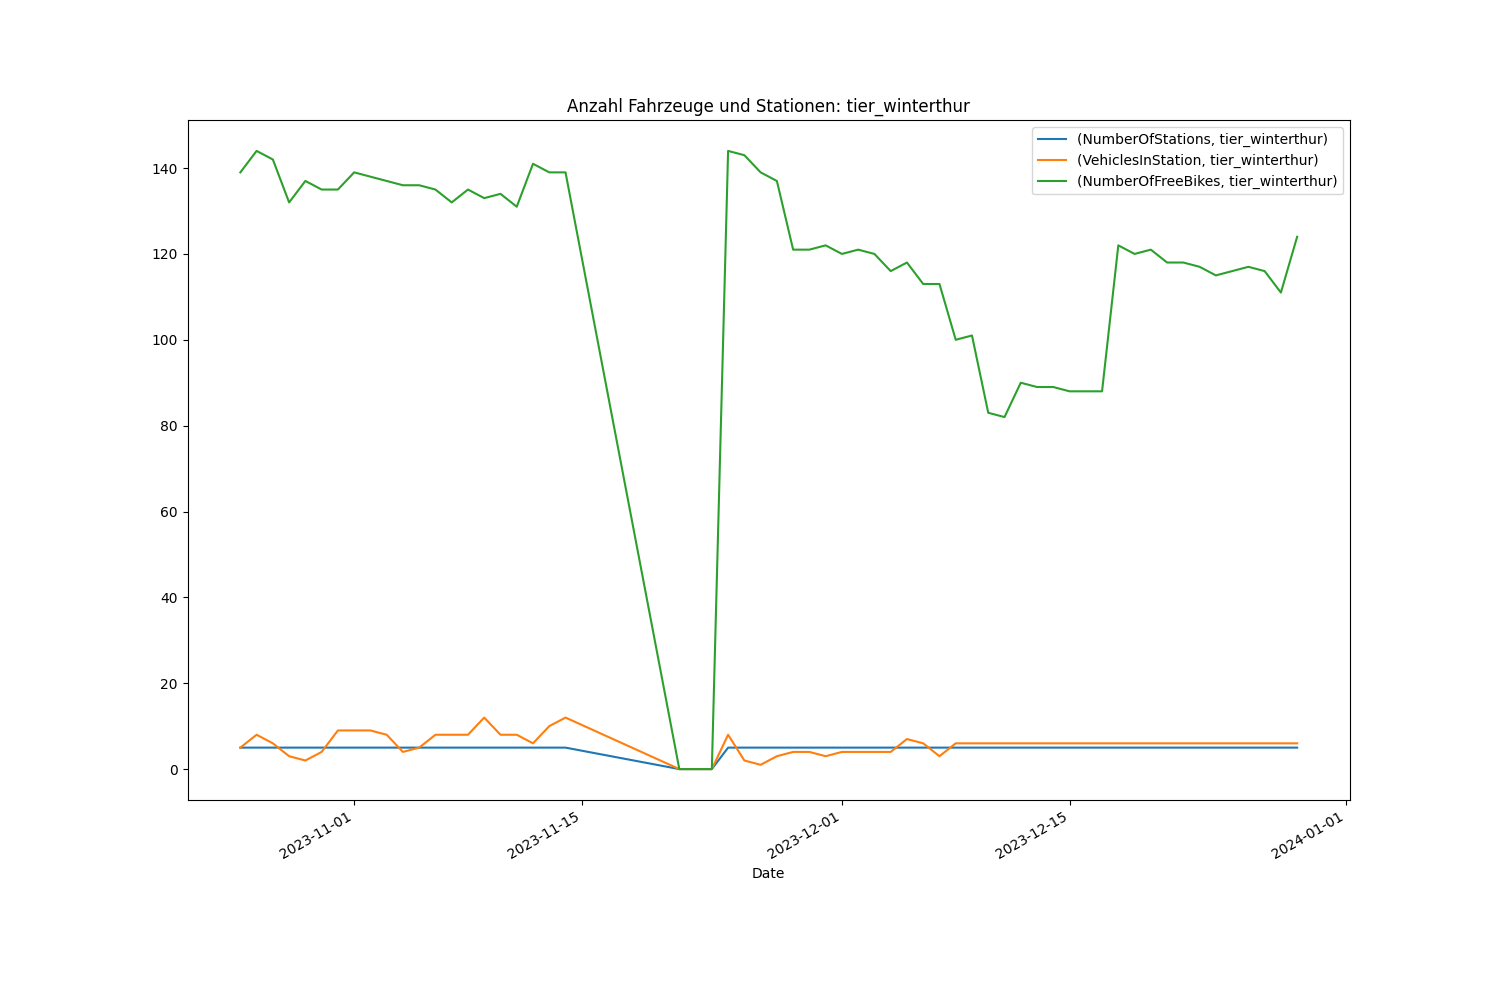 Anzahl Fahrzeuge und Stationen: tier_winterthur
(NumberOfStations, tier_winterthur)
(VehiclesInStation, tier_winterthur)
(NumberOfFreeBikes, tier_winterthur)
140
120
100
80
60
40
20
0
2023-11-01
2023-11-15
2023-12-01
2023-12-15
2024-01-01
Date